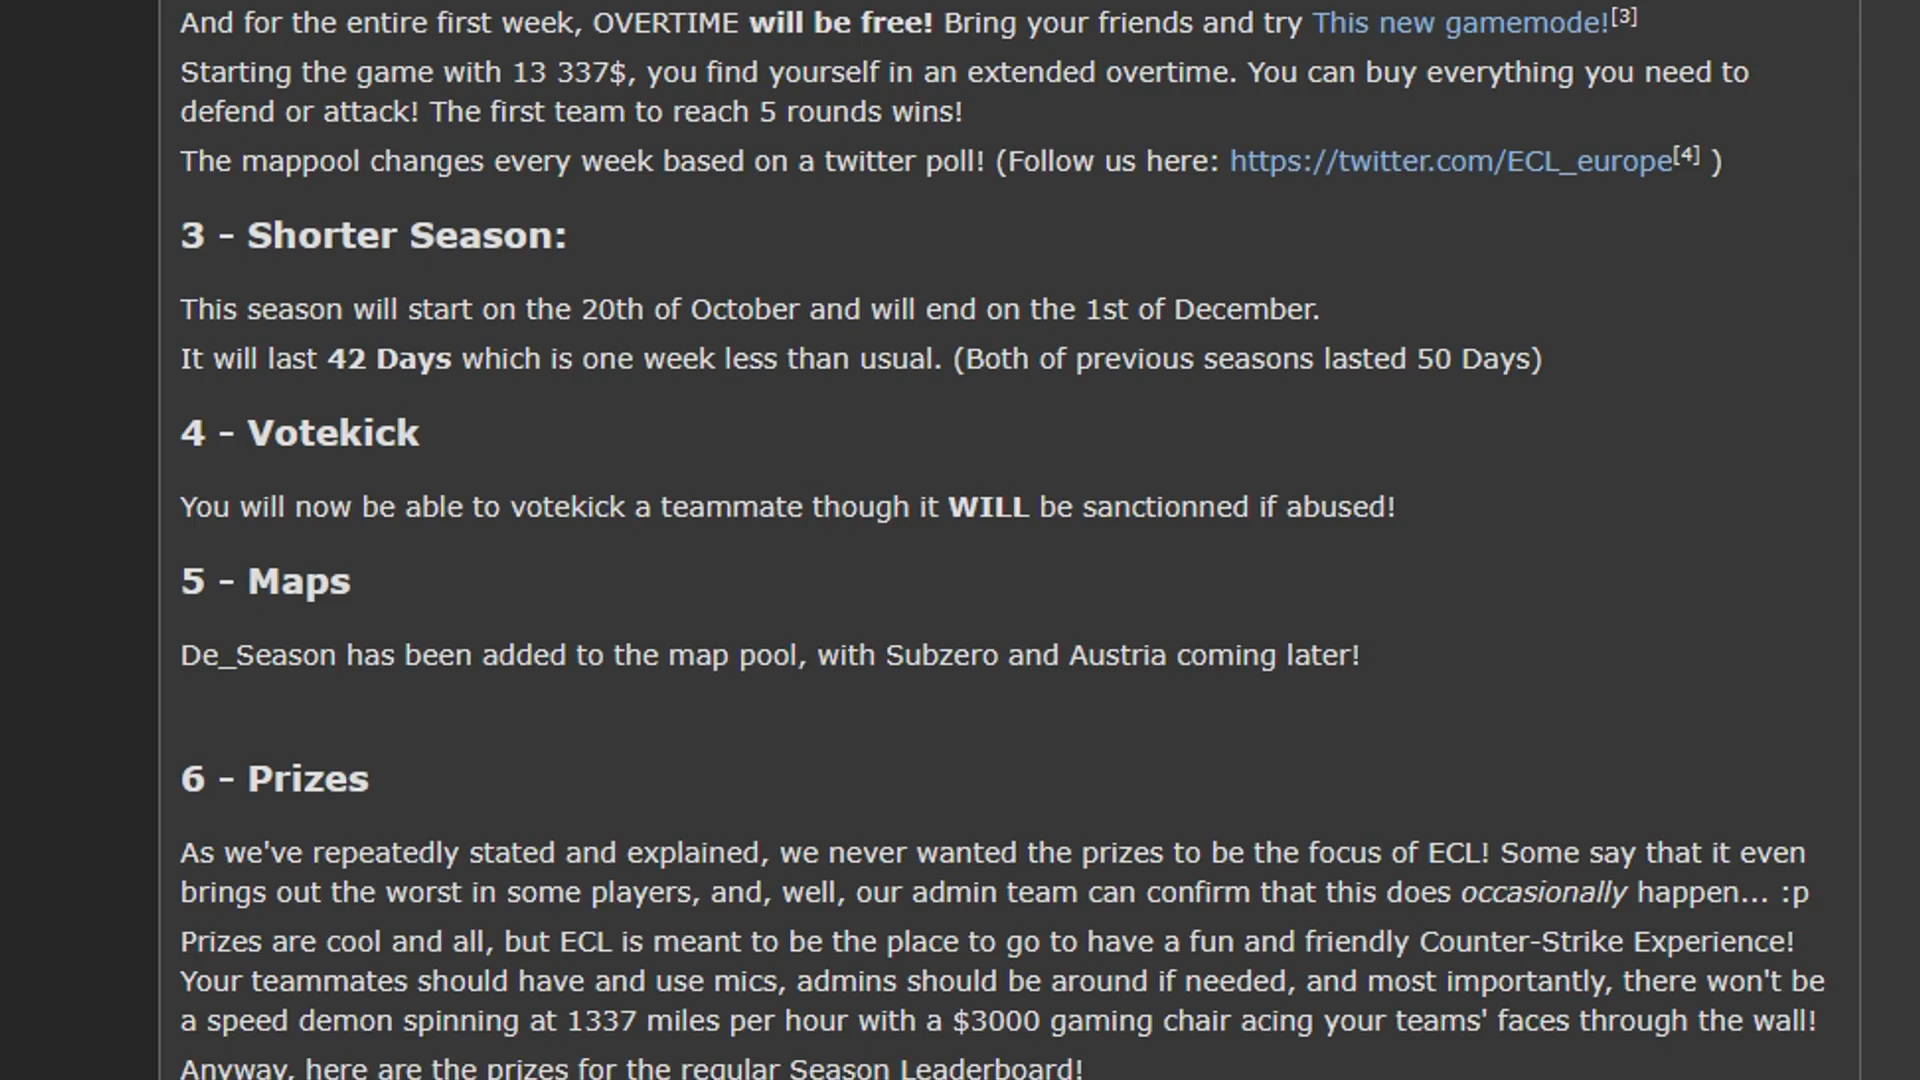 And for the entire first week, OVERTIME will be free! Bring your friends and try This new gamemode![3]
Starting the game with 13 337$, you find yourself in an extended overtime. You can buy everything you need to
defend or attack! The first team to reach 5 rounds wins!
The mappool changes every week based on a twitter poll! (Follow us here: https://twitter.com/ECL_europe[4] )
3 - Shorter Season:
This season will start on the 20th of October and will end on the 1st of December.
It will last 42 Days which is one week less than usual. (Both of previous seasons lasted 50 Days)
4 - Votekick
You will now be able to votekick a teammate though it WILL be sanctionned if abused!
5 - Maps
De_Season has been added to the map pool, with Subzero and Austria coming later!
6 - Prizes
As we've repeatedly stated and explained, we never wanted the prizes to be the focus of ECL! Some say that it even
brings out the worst in some players, and, well, our admin team can confirm that this does occasionally happen... :p
Prizes are cool and all, but ECL is meant to be the place to go to have a fun and friendly Counter-Strike Experience!
Your teammates should have and use mics, admins should be around if needed, and most importantly, there won't be
a speed demon spinning at 1337 miles per hour with a $3000 gaming chair acing your teams' faces through the wall!
Anyway, here are the prizes for the regular Season Leaderboard!